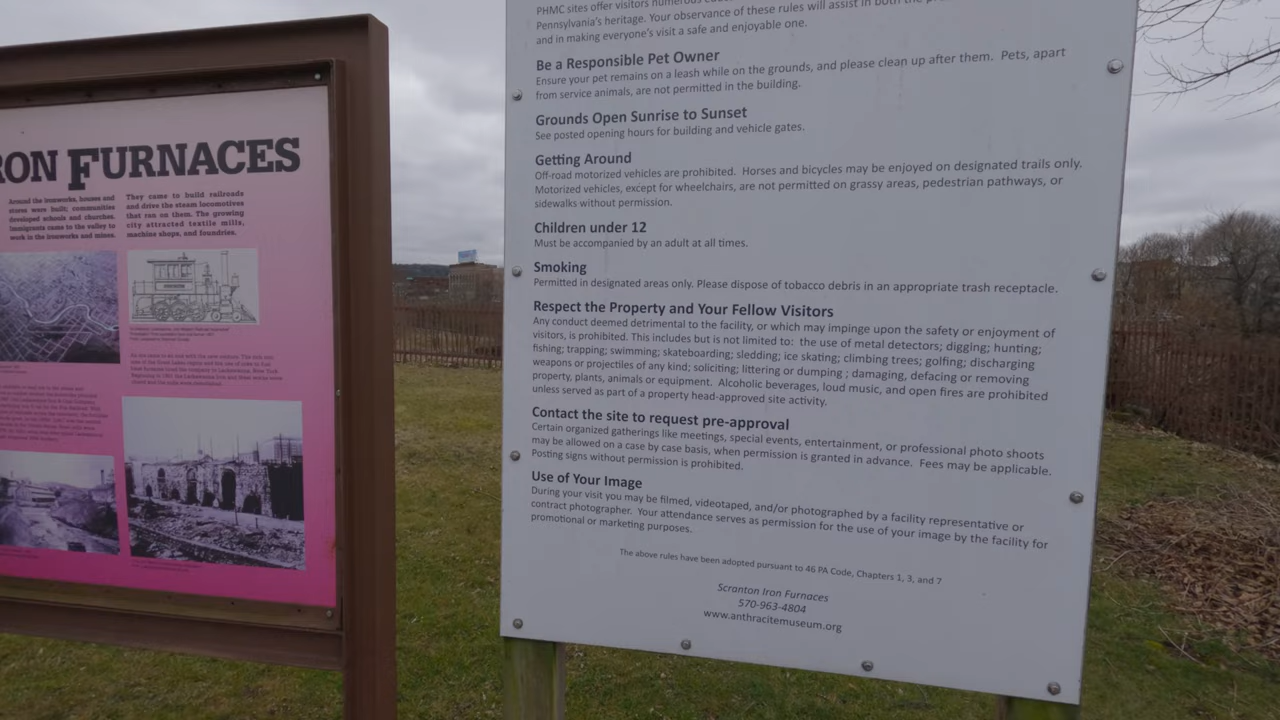 RON FURNACES
Around the ironworks, houses and
stores were built; communities
developed schools and churches.
Immigrants came to the valley to
work in the ironworks and mines.
They came to build railroads
and drive the steam locomotives
that ran on them. The growing
city attracted textile mills,
machine shops, and foundries.
PHMC sites offer visitors numerous
Pennsylvania's heritage. Your observance of these rules will assist in both the
and in making everyone's visit a safe and enjoyable one.
Be a Responsible Pet Owner
Ensure your pet remains on a leash while on the grounds, and please clean up after them. Pets, apart
from service animals, are not permitted in the building.
Grounds Open Sunrise to Sunset
See posted opening hours for building and vehicle gates.
Getting Around
Off-road motorized vehicles are prohibited. Horses and bicycles may be enjoyed on designated trails only.
Motorized vehicles, except for wheelchairs, are not permitted on grassy areas, pedestrian pathways, or
sidewalks without permission.
Children under 12
Must be accompanied by an adult at all times.
Smoking
Permitted in designated areas only. Please dispose of tobacco debris in an appropriate trash receptacle.
Respect the Property and Your Fellow Visitors
Any conduct deemed detrimental to the facility, or which may impinge upon the safety or enjoyment of
visitors, is prohibited. This includes but is not limited to: the use of metal detectors; digging; hunting;
fishing; trapping; swimming; skateboarding; sledding; ice skating; climbing trees; golfing; discharging
weapons or projectiles of any kind; soliciting; littering or dumping ; damaging, defacing or removing
property, plants, animals or equipment. Alcoholic beverages, loud music, and open fires are prohibited
unless served as part of a property head-approved site activity.
Contact the site to request pre-approval
Certain organized gatherings like meetings, special events, entertainment, or professional photo shoots
may be allowed on a case by case basis, when permission is granted in advance. Fees may be applicable.
Posting signs without permission is prohibited.
Use of Your Image
During your visit you may be filmed, videotaped, and/or photographed by a facility representative or
contract photographer. Your attendance serves as permission for the use of your image by the facility for
promotional or marketing purposes.
The above rules have been adopted pursuant to 46 PA Code, Chapters 1, 3, and 7
Scranton Iron Furnaces
570-963-4804
www.anthracitemuseum.org